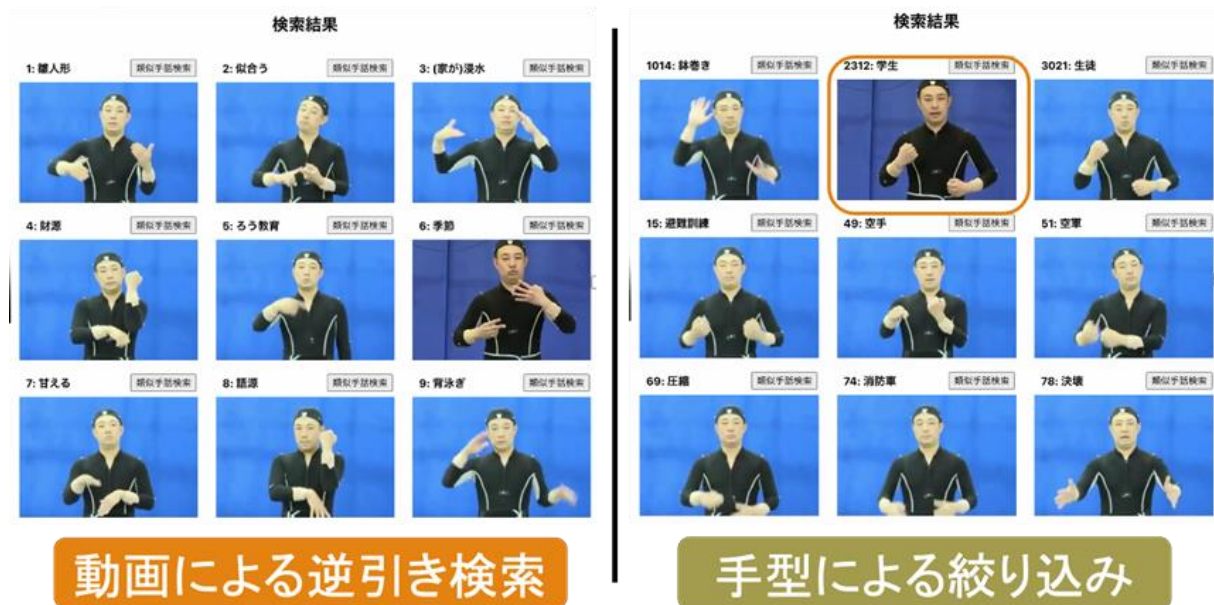 検索結果
1: 雛人形 類似手話検索 2: 似合う 類似手話検索 3: (家が)浸水 類似手話検索
4: 財源 類似手話検索 5: ろう教育 類似手話検索 6: 季節 類似手話検索
7: 甘える 類似手話検索 8: 語源 類似手話検索 9: 背泳ぎ 類似手話検索
動画による逆引き検索
検索結果
1014: 鉢巻き 類似手話検索 2312: 学生 類似手話検索 3021: 生徒 類似手話検索
15: 避難訓練 類似手話検索 49: 空手 類似手話検索 51: 空軍 類似手話検索
69: 圧縮 類似手話検索 74: 消防車 類似手話検索 78: 決壊 類似手話検索
手型による絞り込み